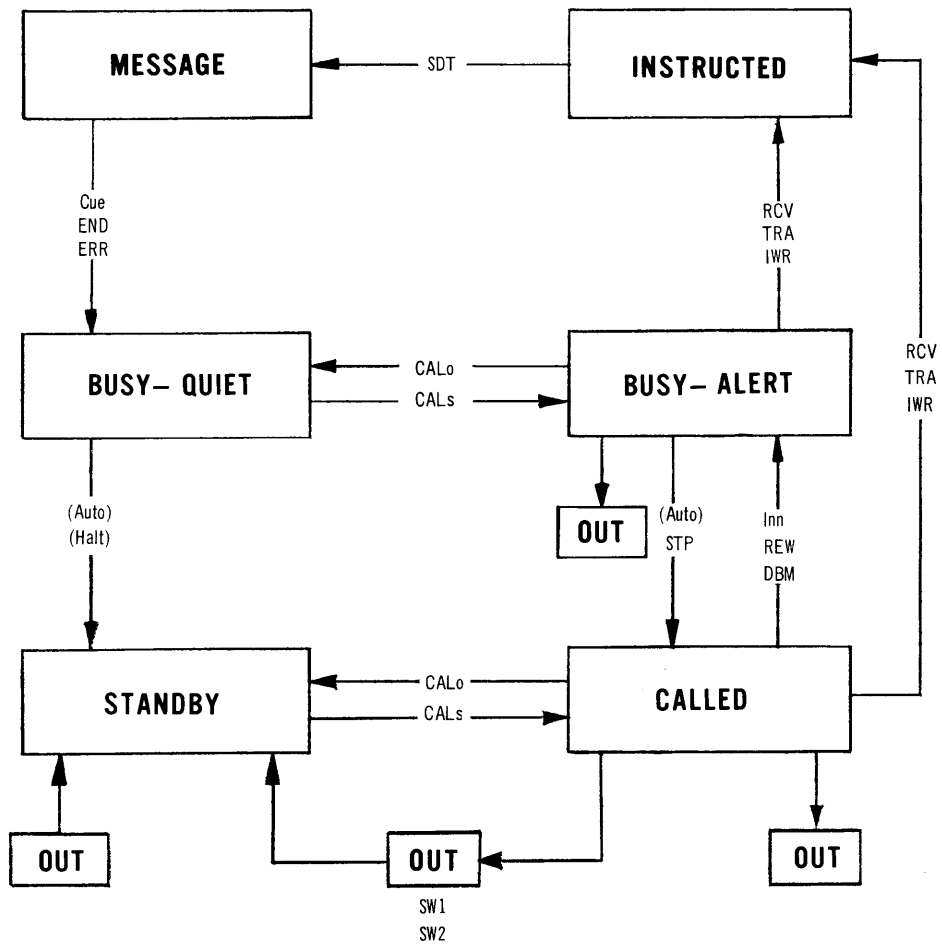 MESSAGE
SDT
INSTRUCTED
Cue
END
ERR
RCV
TRA
IWR
RCV
TRA
IWR
BUSY– QUIET
CALo
CALs
BUSY– ALERT
(Auto)
(Halt)
OUT
(Auto)
STP
Inn
REW
DBM
STANDBY
CALo
CALs
CALLED
OUT
OUT
SW1
SW2
OUT